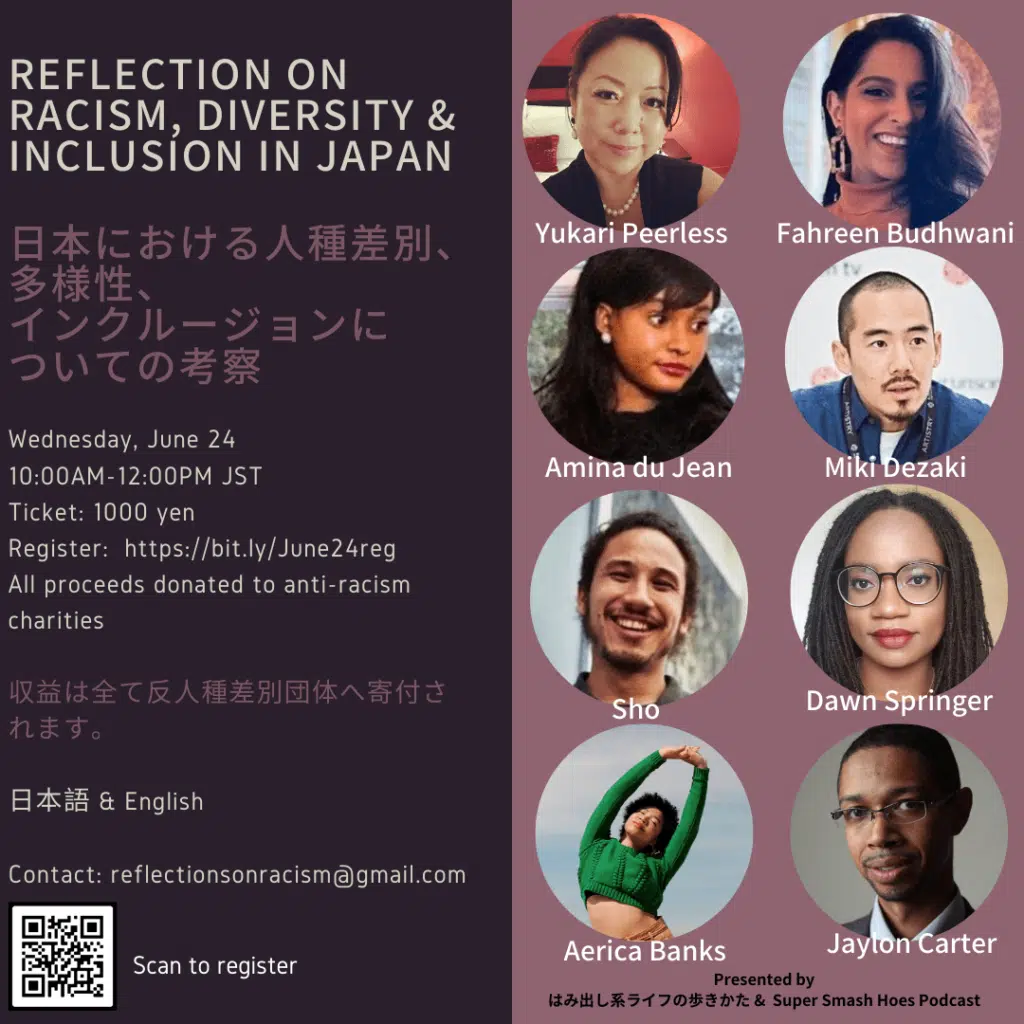 REFLECTION ON
RACISM, DIVERSITY &
INCLUSION IN JAPAN
日本における人種差別、
多様性、
インクルージョンに
ついての考察
Wednesday, June 24
10:00AM-12:00PM JST
Ticket: 1000 yen
Register: https://bit.ly/June24reg
All proceeds donated to anti-racism
charities
収益は全て反人種差別団体へ寄付さ
れます。
日本語 & English
Contact: reflectionsonracism@gmail.com
Scan to register
Yukari Peerless
Fahreen Budhwani
tv
Amina du Jean
Miki Dezaki
ARTISTRY
Sho
Dawn Springer
Aerica Banks
Jaylon Carter
Presented by
はみ出し系ライフの歩きかた & Super Smash Hoes Podcast